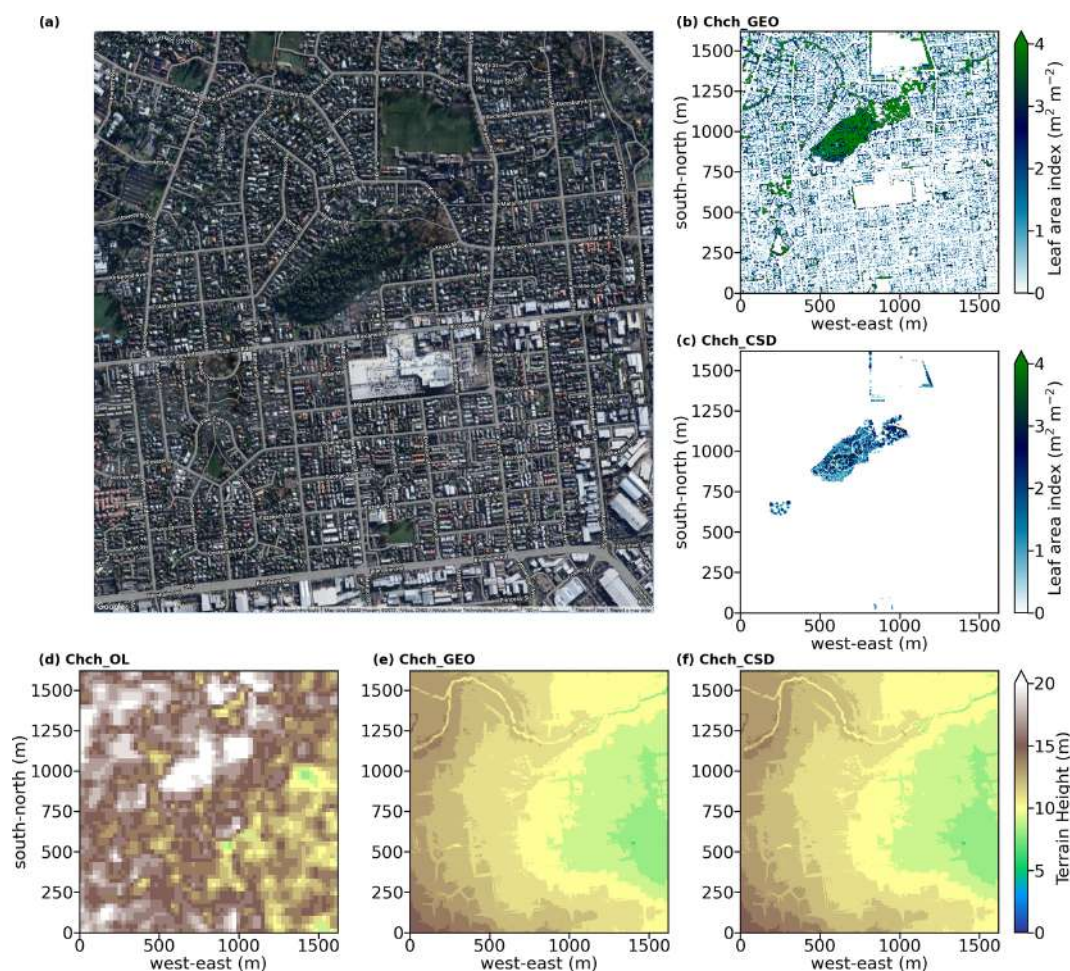 (a)
(b) Chch_GEO
1500
1250
1000
750
500
250
0
south-north (m)
0 500 1000 1500
west-east (m)
4
3
2
1
0
Leaf area index (m² m⁻²)
(c) Chch_CSD
1500
1250
1000
750
500
250
0
south-north (m)
0 500 1000 1500
west-east (m)
4
3
2
1
0
Leaf area index (m² m⁻²)
(d) Chch_OL
1500
1250
1000
750
500
250
0
south-north (m)
0 500 1000 1500
west-east (m)
(e) Chch_GEO
1500
1250
1000
750
500
250
0
0 500 1000 1500
west-east (m)
(f) Chch_CSD
1500
1250
1000
750
500
250
0
0 500 1000 1500
west-east (m)
20
15
10
5
0
Terrain Height (m)